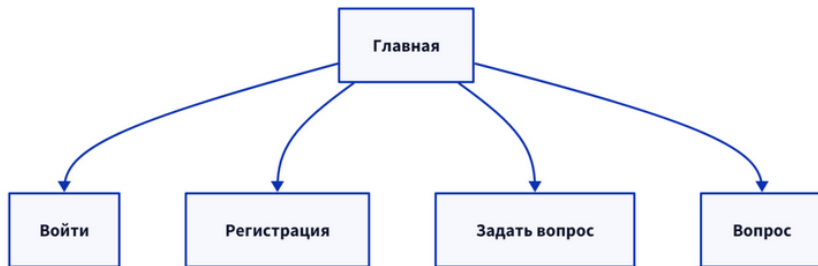 Главная
Войти
Регистрация
Задать вопрос
Вопрос